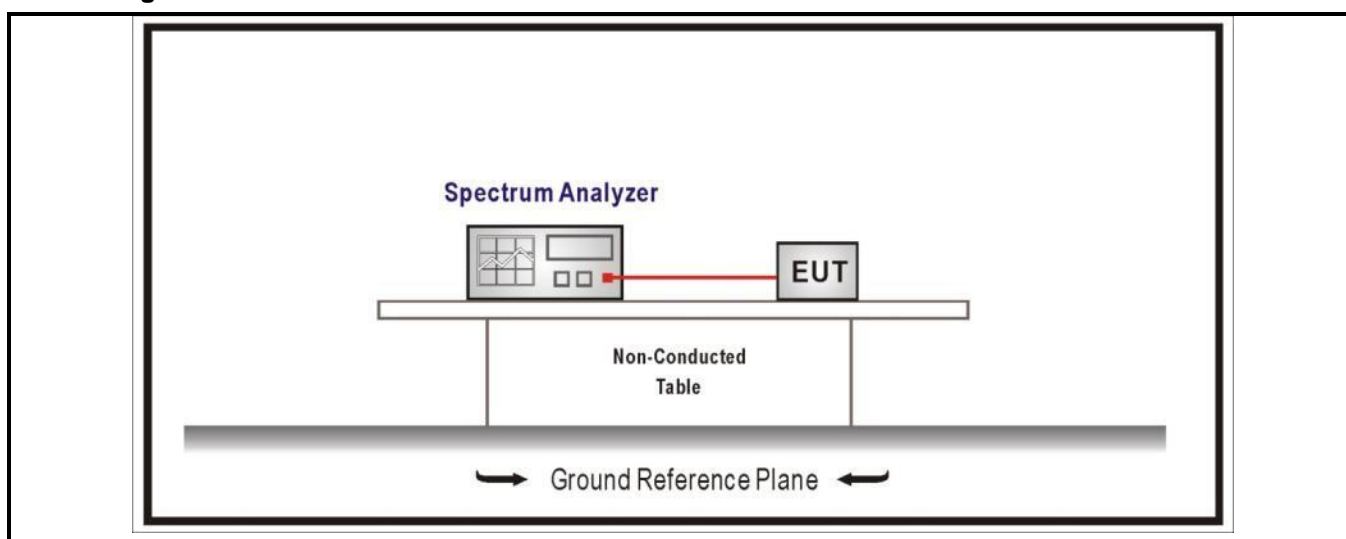 Spectrum Analyzer
EUT
Non-Conducted
Table
Ground Reference Plane